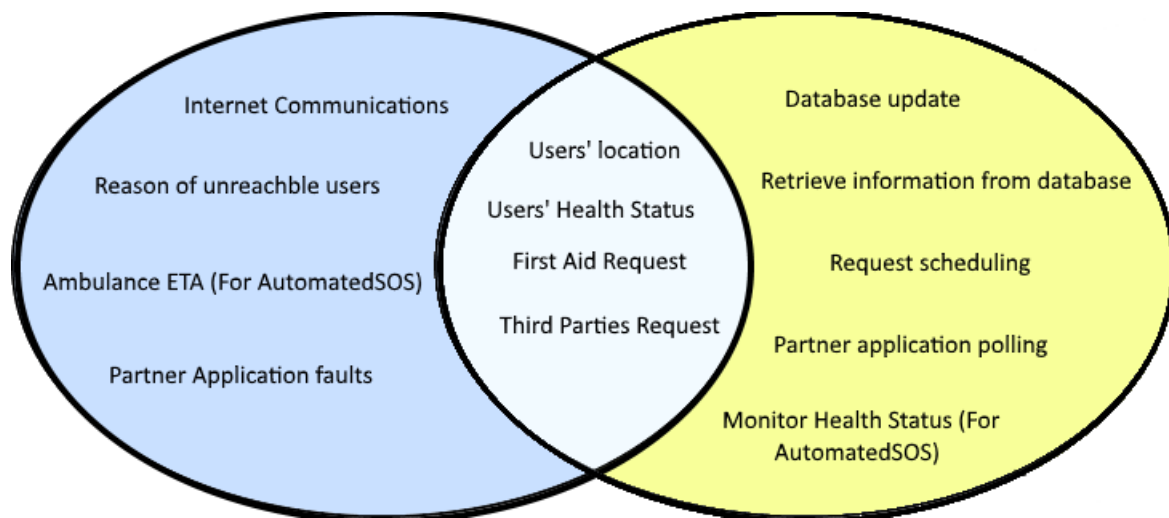 Internet Communications
Reason of unreachble users
Ambulance ETA (For AutomatedSOS)
Partner Application faults
Users' location
Users' Health Status
First Aid Request
Third Parties Request
Database update
Retrieve information from database
Request scheduling
Partner application polling
Monitor Health Status (For
AutomatedSOS)